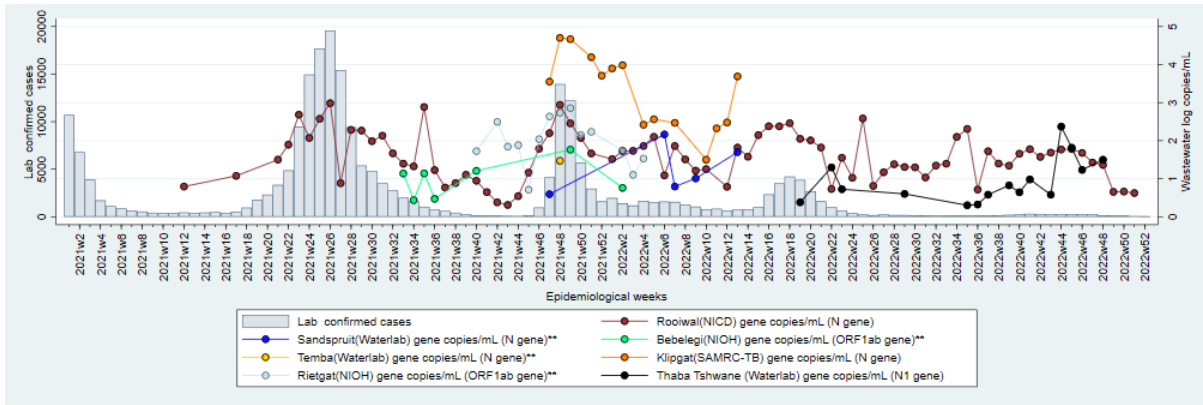 20000
15000
10000
5000
0
Lab confirmed cases
5
4
3
2
1
0
Wastewater log copies/mL
2021w2
2021w4
2021w6
2021w8
2021w10
2021w12
2021w14
2021w16
2021w18
2021w20
2021w22
2021w24
2021w26
2021w28
2021w30
2021w32
2021w34
2021w36
2021w38
2021w40
2021w42
2021w44
2021w46
2021w48
2021w50
2021w52
2022w2
2022w4
2022w6
2022w8
2022w10
2022w12
2022w14
2022w16
2022w18
2022w20
2022w22
2022w24
2022w26
2022w28
2022w30
2022w32
2022w34
2022w36
2022w38
2022w40
2022w42
2022w44
2022w46
2022w48
2022w50
2022w52
Epidemiological weeks
Lab confirmed cases
Rooiwal(NICD) gene copies/mL (N gene)
Sandspruit(Waterlab) gene copies/mL (N gene)**
Bebelegi(NIOH) gene copies/mL (ORF1ab gene)**
Temba(Waterlab) gene copies/mL (N gene)**
Klipgat(SAMRC-TB) gene copies/mL (N gene)
Rietgat(NIOH) gene copies/mL (ORF1ab gene)**
Thaba Tshwane (Waterlab) gene copies/mL (N1 gene)